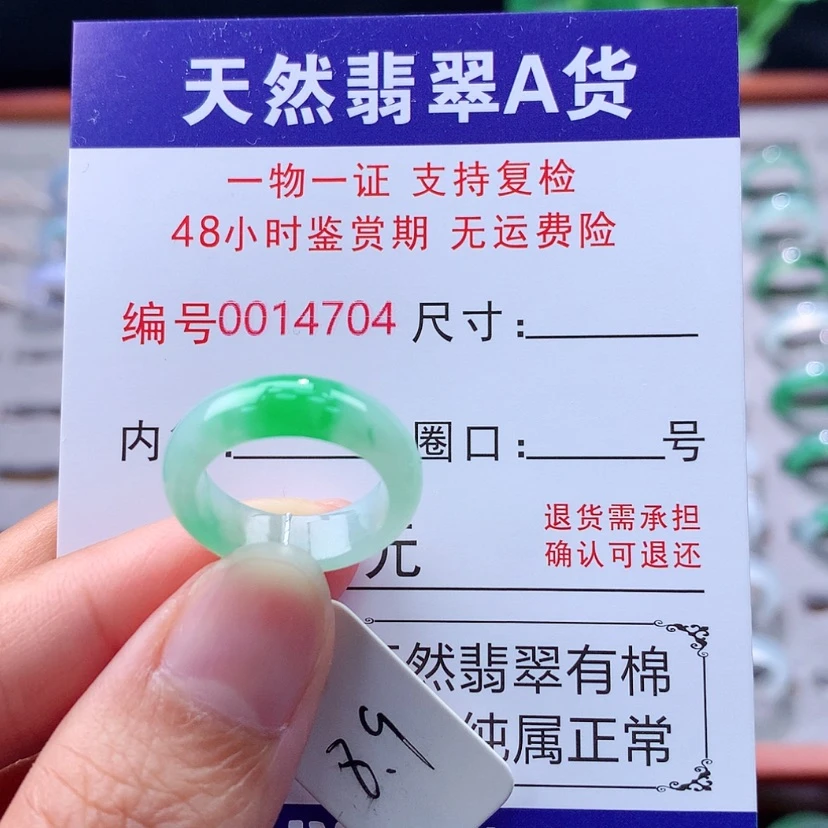 天然翡翠A货
一物一证 支持复检
48小时鉴赏期 无运费险
编号0014704 尺寸:
内 : 圈口: 号
元
退货需承担
确认可退还
然翡翠有棉
纯属正常
8.9